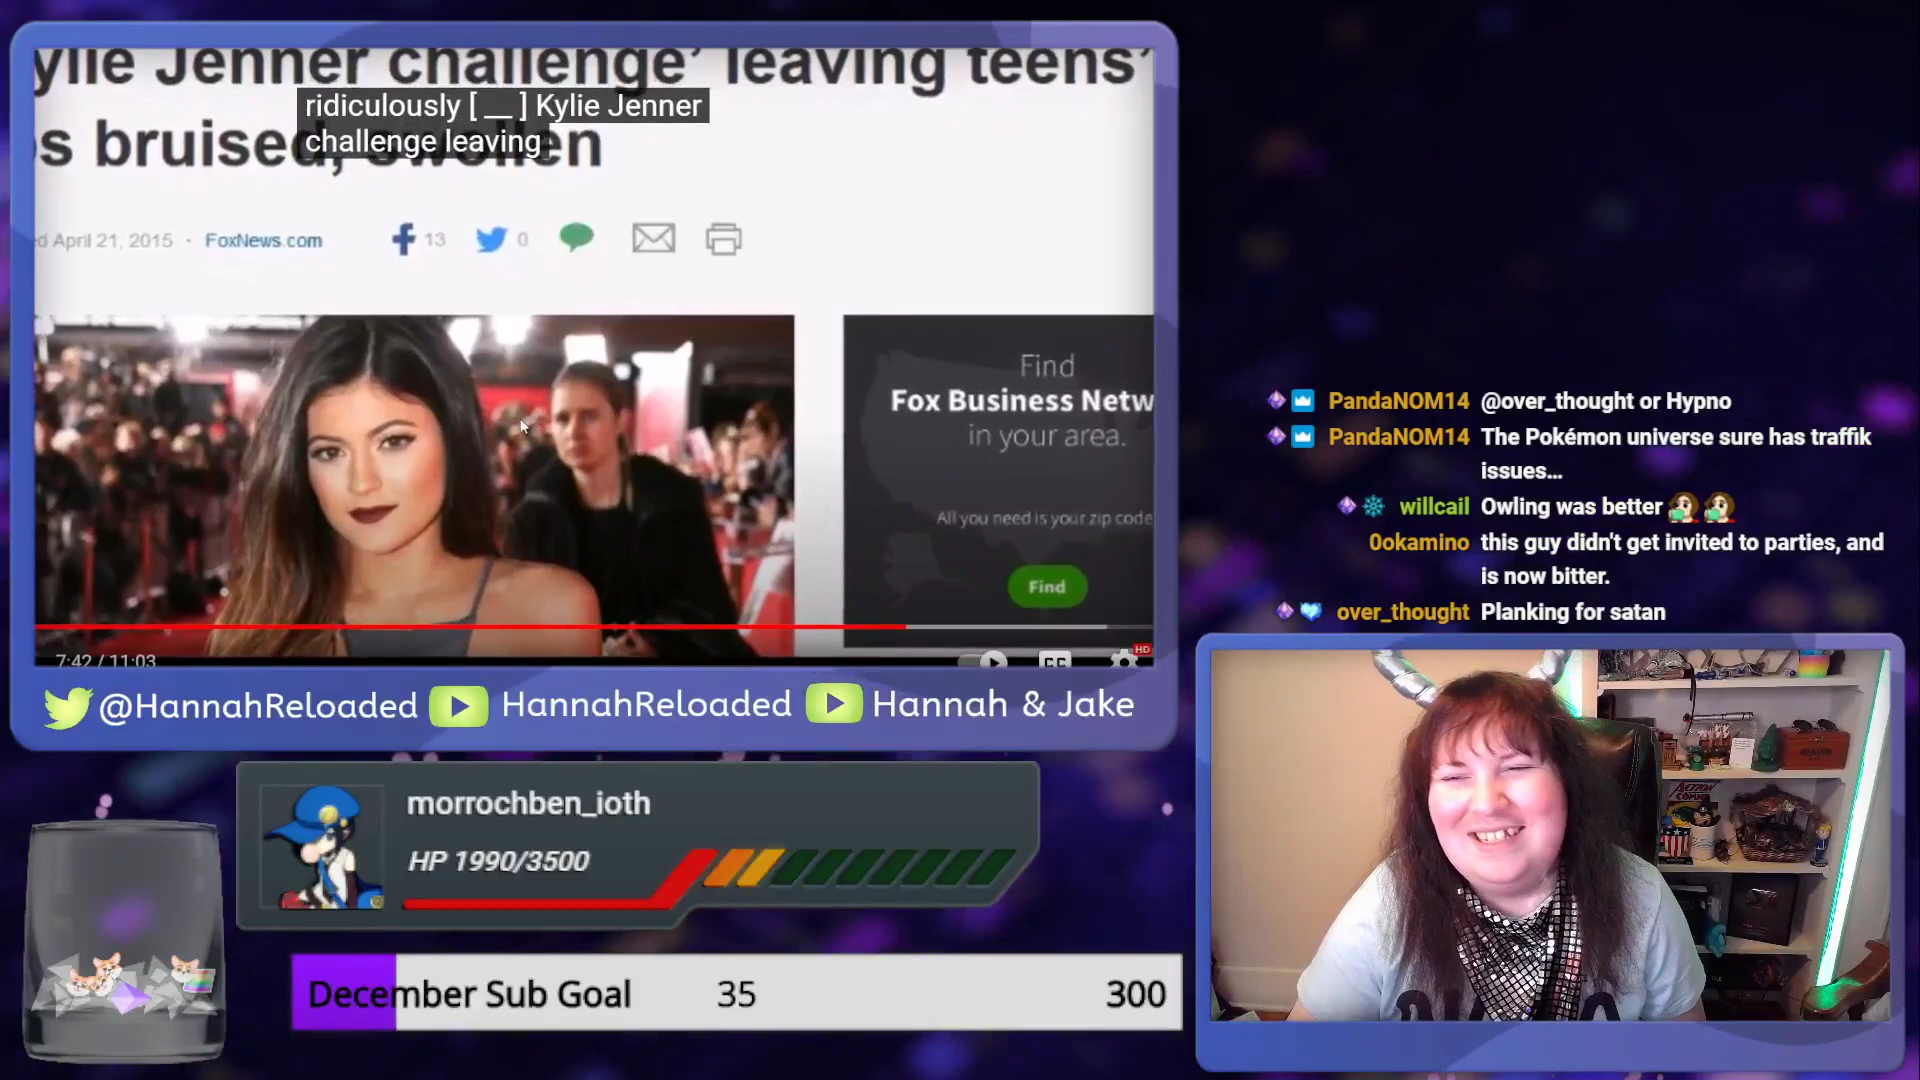 Jenner challenge' leaving teens'
ridiculously [ __ ] Kylie Jenner
challenge leaving
bruised, swollen
April 21, 2015 - FoxNews.com
13
0
Find
Fox Business Netw
in your area.
All you need is your zip code
Find
7:42 / 11:03
CC
HD
@HannahReloaded
HannahReloaded
Hannah & Jake
PandaNOM14 @over_thought or Hypno
PandaNOM14 The Pokémon universe sure has traffik
issues...
willcail Owling was better
0okamino this guy didn't get invited to parties, and
is now bitter.
over_thought Planking for satan
morrochben_ioth
HP 1990/3500
December Sub Goal 35 300
ACTION